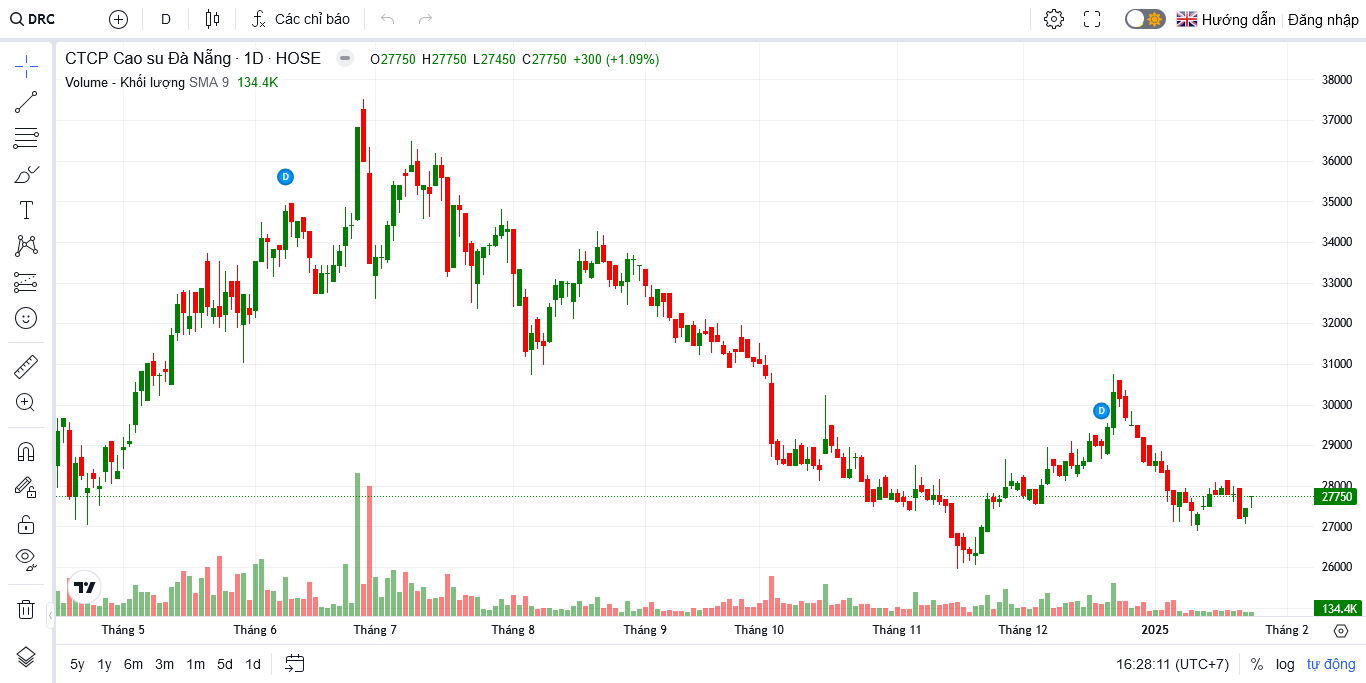 DRC D Các chỉ báo Hướng dẫn Đăng nhập
CTCP Cao su Đà Nẵng · 1D · HOSE O27750 H27750 L27450 C27750 +300 (+1.09%)
Volume - Khối lượng SMA 9 134.4K
38000
37000
36000
D
35000
34000
33000
32000
31000
30000
D
29000
28000
27750
27000
26000
134.4K
Tháng 5 Tháng 6 Tháng 7 Tháng 8 Tháng 9 Tháng 10 Tháng 11 Tháng 12 2025 Tháng 2
5y 1y 6m 3m 1m 5d 1d 16:28:11 (UTC+7) % log tự động